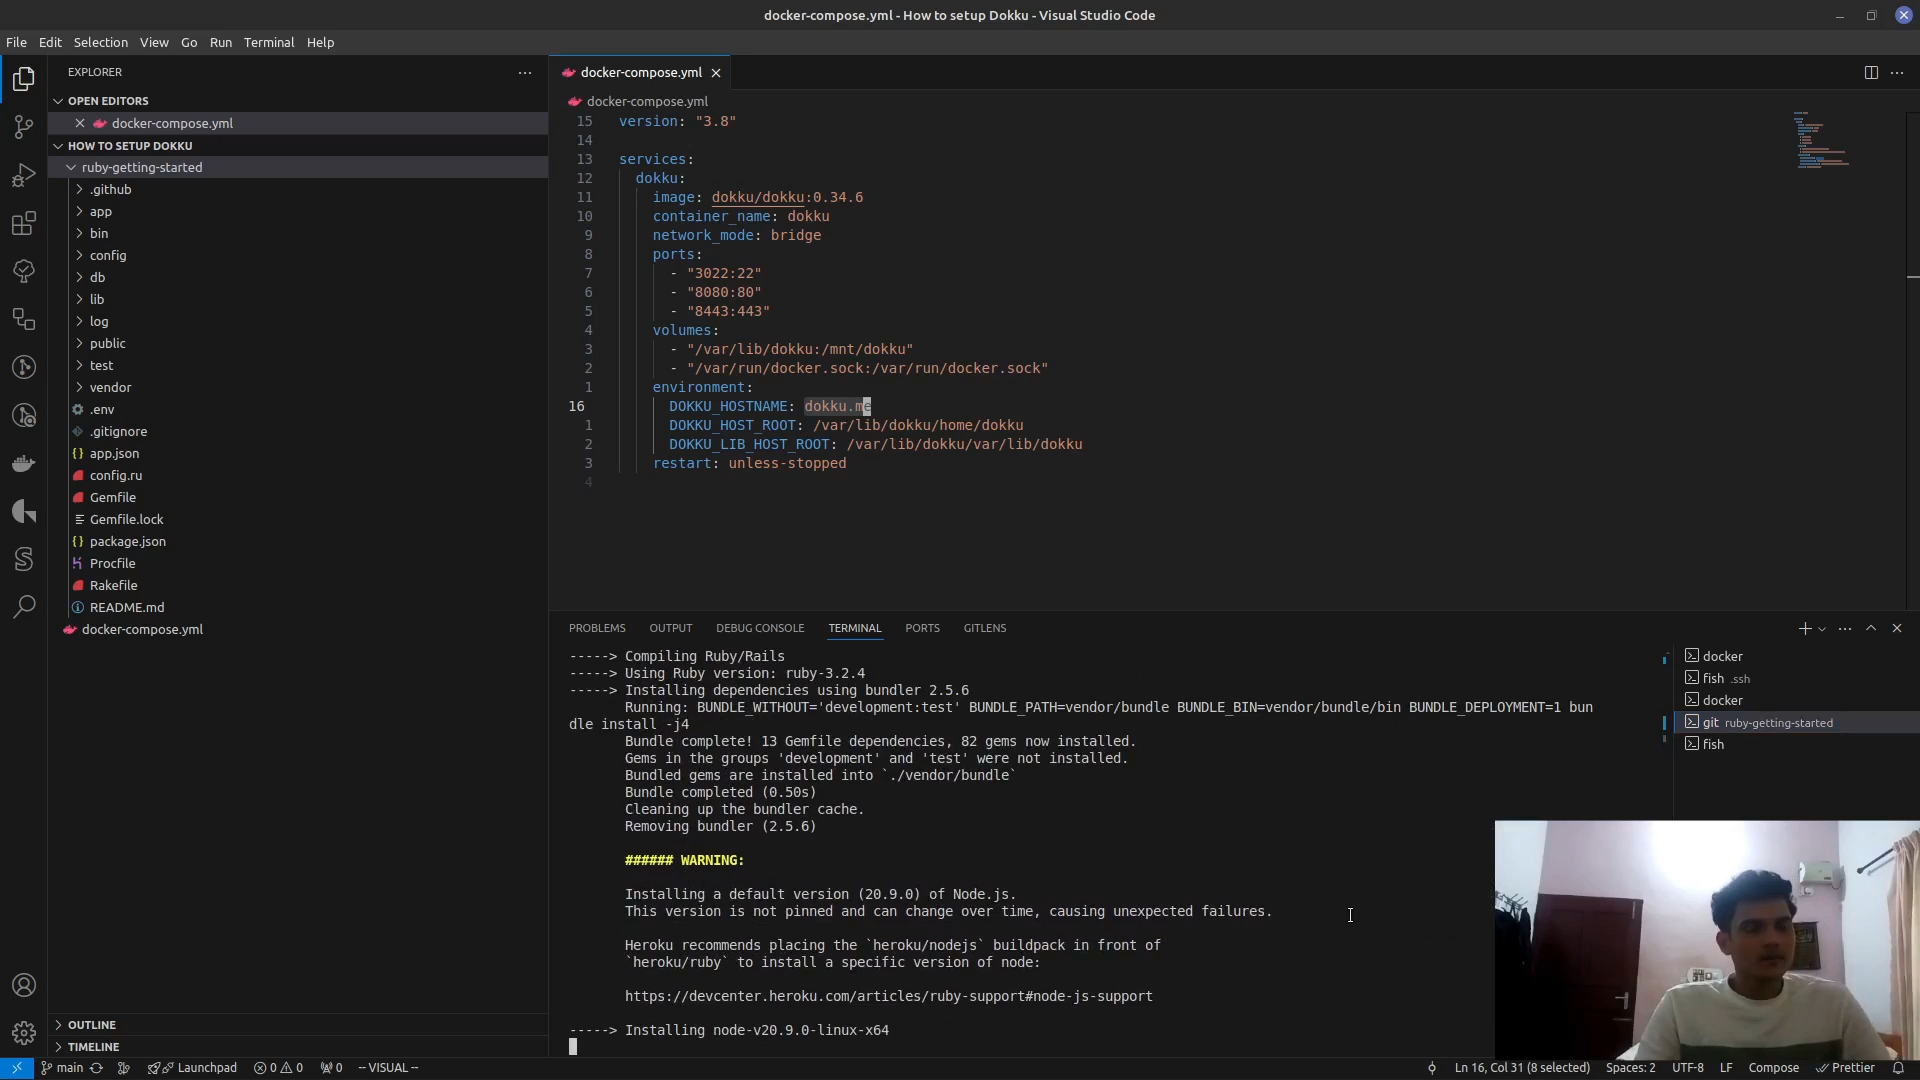 docker-compose.yml - How to setup Dokku - Visual Studio Code
File Edit Selection View Go Run Terminal Help
EXPLORER
OPEN EDITORS
docker-compose.yml
HOW TO SETUP DOKKU
ruby-getting-started
.github
app
bin
config
db
lib
log
public
test
vendor
.env
.gitignore
app.json
config.ru
Gemfile
Gemfile.lock
package.json
Procfile
Rakefile
README.md
docker-compose.yml
OUTLINE
TIMELINE
docker-compose.yml
docker-compose.yml
15 version: "3.8"
14
13 services:
12 dokku:
11 image: dokku/dokku:0.34.6
10 container_name: dokku
9 network_mode: bridge
8 ports:
7 - "3022:22"
6 - "8080:80"
5 - "8443:443"
4 volumes:
3 - "/var/lib/dokku:/mnt/dokku"
2 - "/var/run/docker.sock:/var/run/docker.sock"
1 environment:
16 DOKKU_HOSTNAME: dokku.me
1 DOKKU_HOST_ROOT: /var/lib/dokku/home/dokku
2 DOKKU_LIB_HOST_ROOT: /var/lib/dokku/var/lib/dokku
3 restart: unless-stopped
4
PROBLEMS OUTPUT DEBUG CONSOLE TERMINAL PORTS GITLENS
-----> Compiling Ruby/Rails
-----> Using Ruby version: ruby-3.2.4
-----> Installing dependencies using bundler 2.5.6
Running: BUNDLE_WITHOUT='development:test' BUNDLE_PATH=vendor/bundle BUNDLE_BIN=vendor/bundle/bin BUNDLE_DEPLOYMENT=1 bun
dle install -j4
Bundle complete! 13 Gemfile dependencies, 82 gems now installed.
Gems in the groups 'development' and 'test' were not installed.
Bundled gems are installed into `./vendor/bundle`
Bundle completed (0.50s)
Cleaning up the bundler cache.
Removing bundler (2.5.6)
###### WARNING:
Installing a default version (20.9.0) of Node.js.
This version is not pinned and can change over time, causing unexpected failures.
Heroku recommends placing the `heroku/nodejs` buildpack in front of
`heroku/ruby` to install a specific version of node:
https://devcenter.heroku.com/articles/ruby-support#node-js-support
-----> Installing node-v20.9.0-linux-x64
docker
fish .ssh
docker
git ruby-getting-started
fish
main Launchpad 0 0 0 -- VISUAL -- Ln 16, Col 31 (8 selected) Spaces: 2 UTF-8 LF Compose Prettier